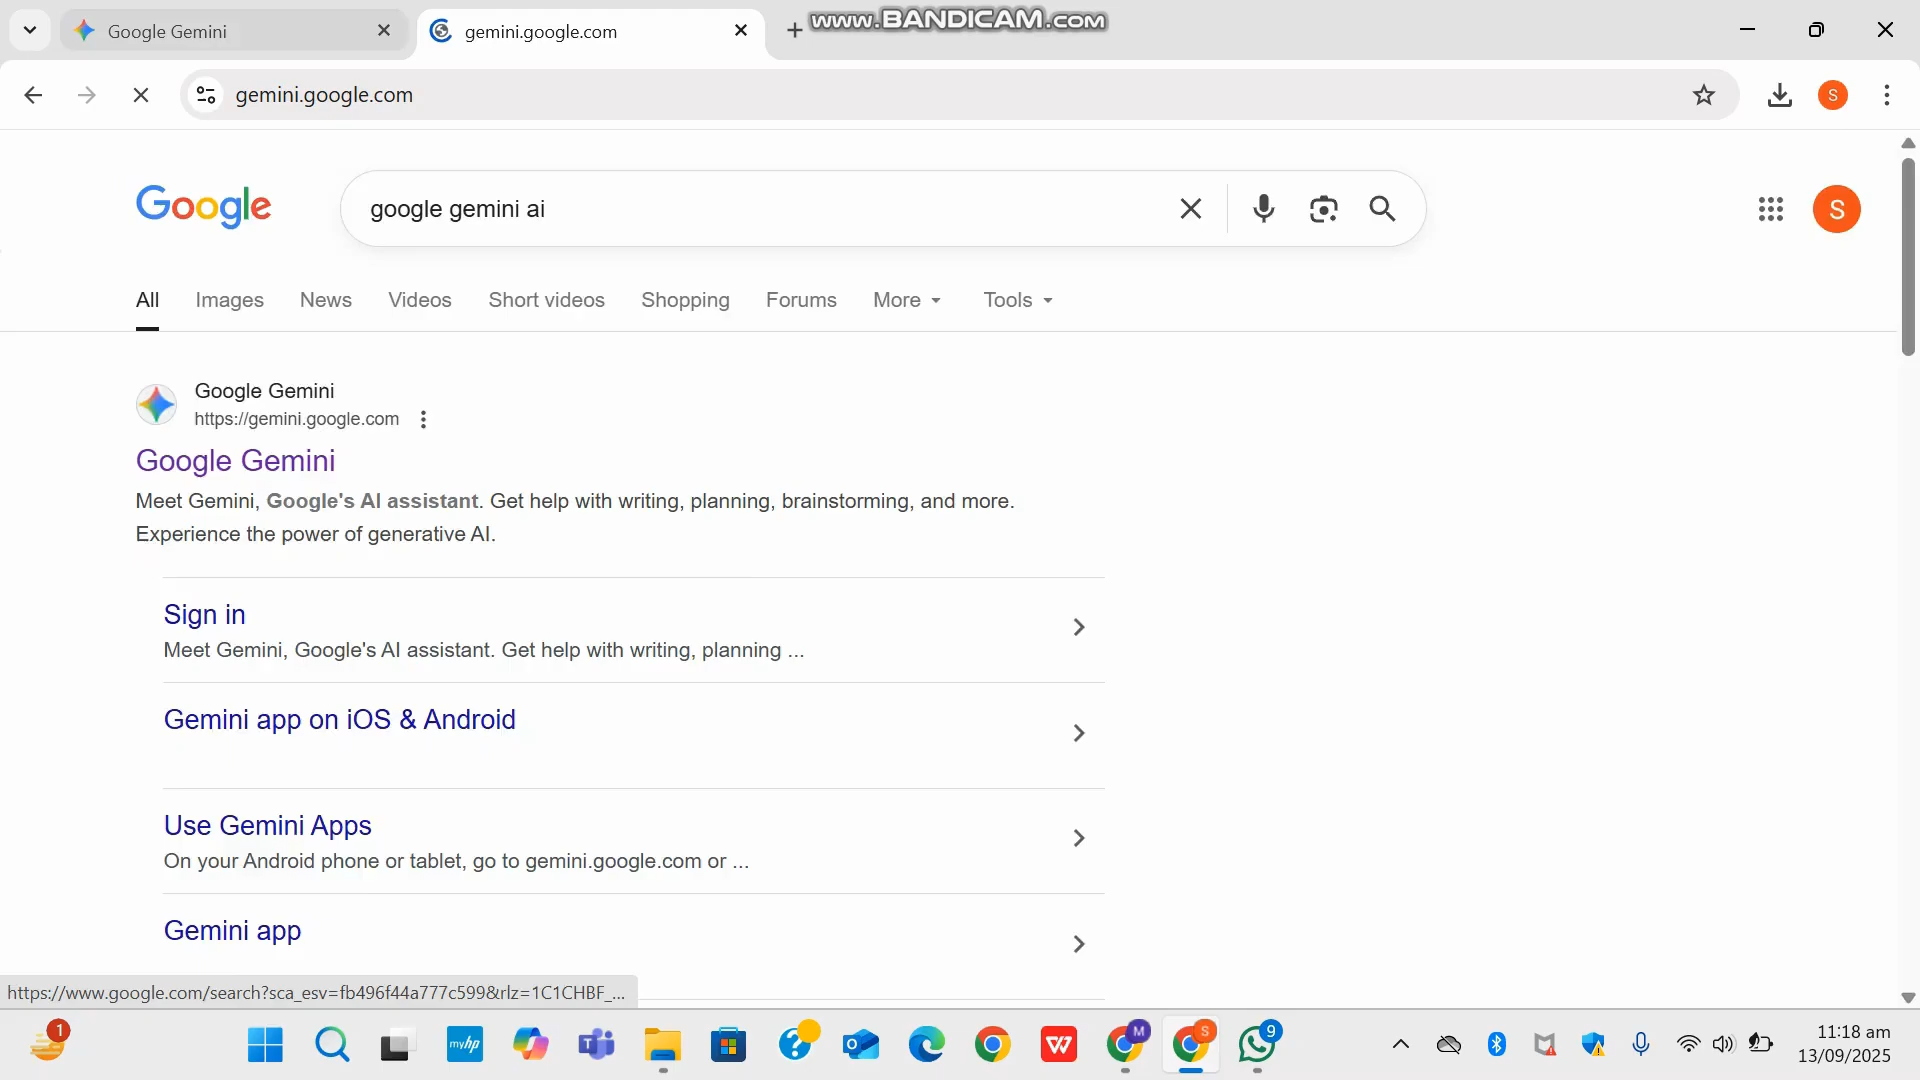 Google Gemini
gemini.google.com
www.BANDICAM.com
gemini.google.com
Google
google gemini ai
S
S
All Images News Videos Short videos Shopping Forums More Tools
Google Gemini
https://gemini.google.com
Google Gemini
Meet Gemini, Google's AI assistant. Get help with writing, planning, brainstorming, and more.
Experience the power of generative AI.
Sign in
Meet Gemini, Google's AI assistant. Get help with writing, planning ...
Gemini app on iOS & Android
Use Gemini Apps
On your Android phone or tablet, go to gemini.google.com or ...
Gemini app
https://www.google.com/search?sca_esv=fb496f44a777c599&rlz=1C1CHBF_...
1
myhp
T
?
O
W
M
S
9
11:18 am
13/09/2025